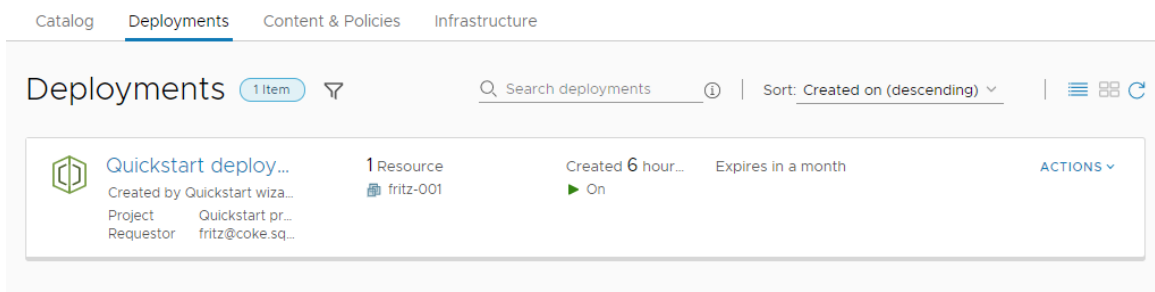 Catalog Deployments Content & Policies Infrastructure
Deployments 1 Item Search deployments Sort: Created on (descending)
Quickstart deploy... 1 Resource Created 6 hour... Expires in a month ACTIONS
Created by Quickstart wiza... fritz-001 On
Project Quickstart pr...
Requestor fritz@coke.sq...